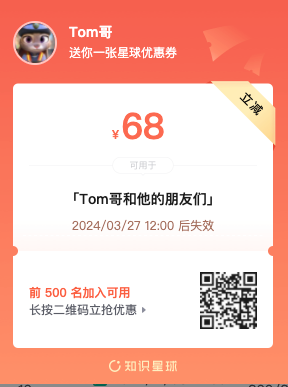 Tom哥
送你一张星球优惠券
立减
¥68
可用于
「Tom哥和他的朋友们」
2024/03/27 12:00 后失效
前 500 名加入可用
长按二维码立抢优惠
知识星球